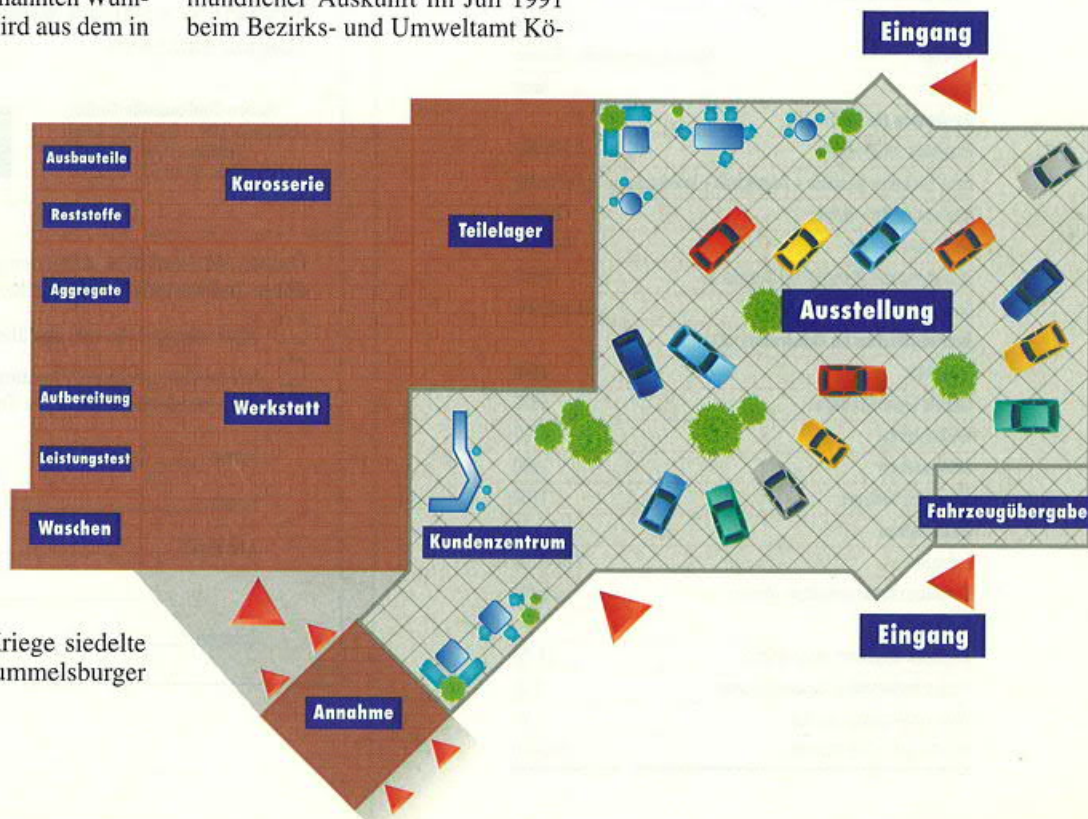 nannten Wuhl-
ird aus dem in
mündlicher Auskunft im Juli 1991
beim Bezirks- und Umweltamt Kö-
Eingang
Ausbauteile
Karosserie
Reststoffe
Teilelager
Aggregate
Ausstellung
Aufbereitung
Werkstatt
Leistungstest
Waschen
Kundenzentrum
Fahrzeugübergabe
Eingang
Kriege siedelte
ummelsburger
Annahme